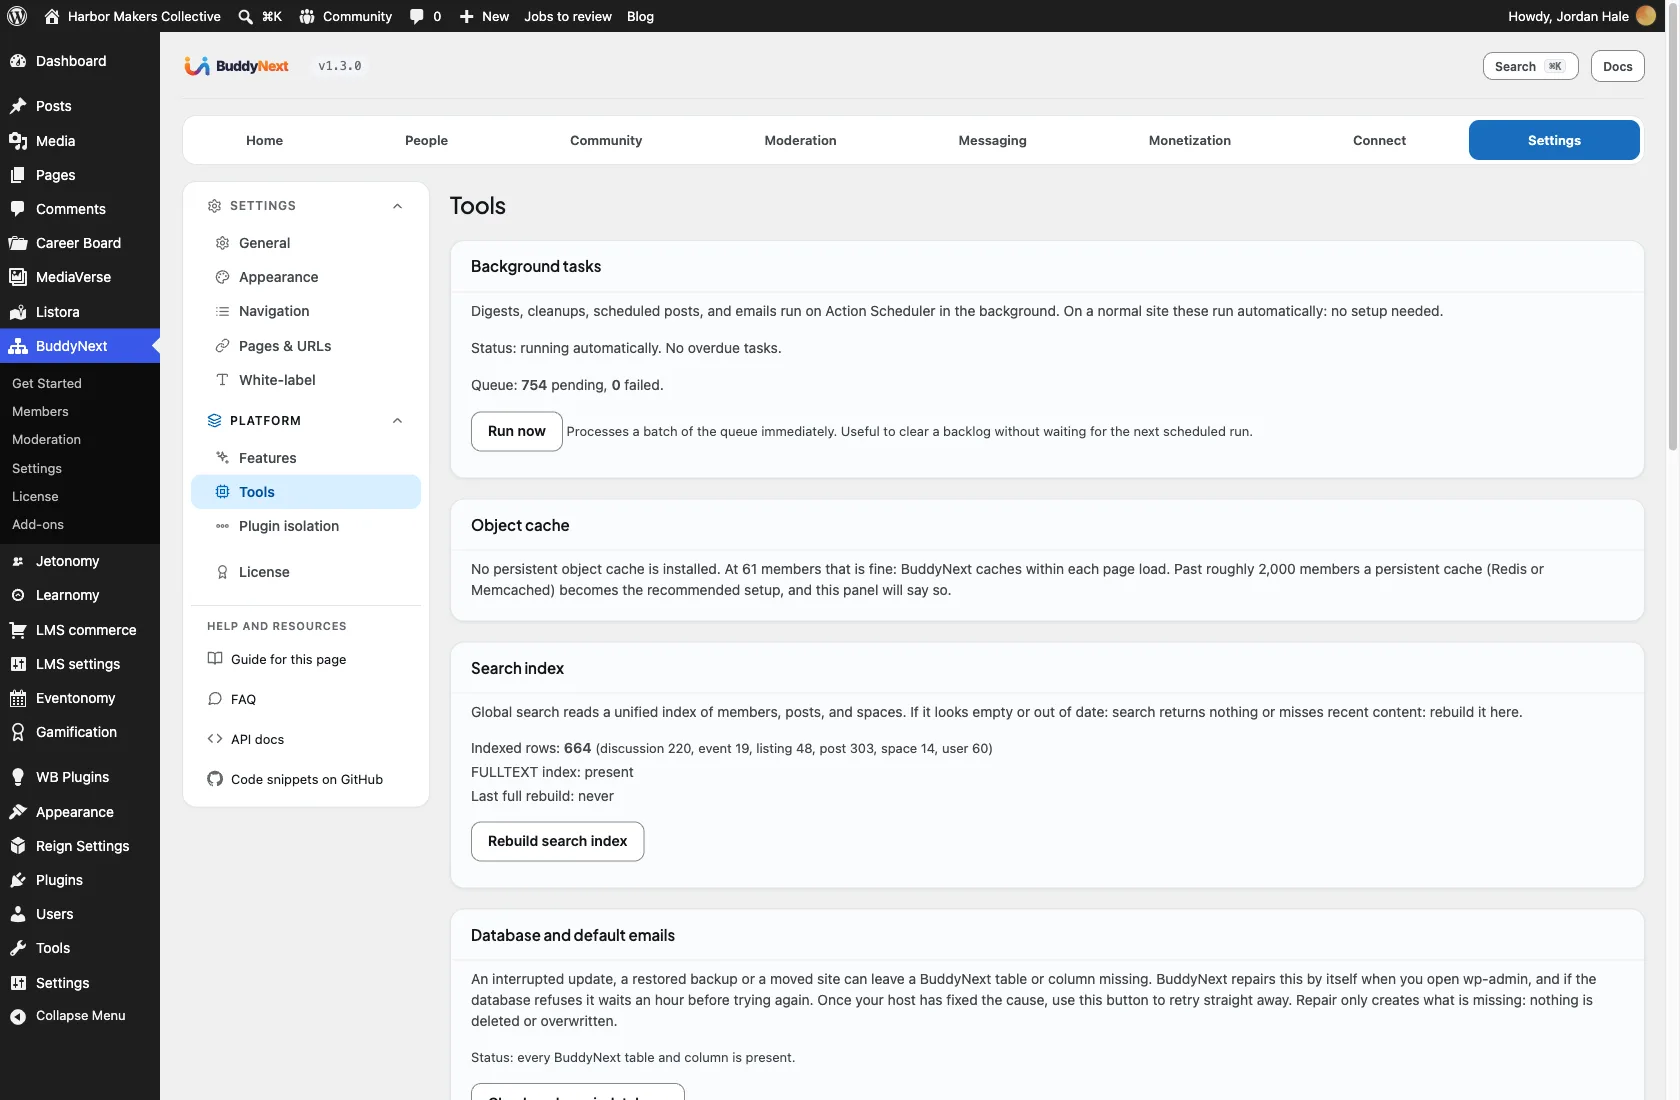 Harbor Makers Collective
⌘K
Community
0
New
Jobs to review
Blog
Howdy, Jordan Hale
Dashboard
Posts
Media
Pages
Comments
Career Board
MediaVerse
Listora
BuddyNext
Get Started
Members
Moderation
Settings
License
Add-ons
Jetonomy
Learnomy
LMS commerce
LMS settings
Eventonomy
Gamification
WB Plugins
Appearance
Reign Settings
Plugins
Users
Tools
Settings
Collapse Menu
BuddyNext
v1.3.0
Search ⌘K
Docs
Home
People
Community
Moderation
Messaging
Monetization
Connect
Settings
SETTINGS
General
Appearance
Navigation
Pages & URLs
White-label
PLATFORM
Features
Tools
Plugin isolation
License
HELP AND RESOURCES
Guide for this page
FAQ
API docs
Code snippets on GitHub
Tools
Background tasks
Digests, cleanups, scheduled posts, and emails run on Action Scheduler in the background. On a normal site these run automatically: no setup needed.
Status: running automatically. No overdue tasks.
Queue: 754 pending, 0 failed.
Run now
Processes a batch of the queue immediately. Useful to clear a backlog without waiting for the next scheduled run.
Object cache
No persistent object cache is installed. At 61 members that is fine: BuddyNext caches within each page load. Past roughly 2,000 members a persistent cache (Redis or
Memcached) becomes the recommended setup, and this panel will say so.
Search index
Global search reads a unified index of members, posts, and spaces. If it looks empty or out of date: search returns nothing or misses recent content: rebuild it here.
Indexed rows: 664 (discussion 220, event 19, listing 48, post 303, space 14, user 60)
FULLTEXT index: present
Last full rebuild: never
Rebuild search index
Database and default emails
An interrupted update, a restored backup or a moved site can leave a BuddyNext table or column missing. BuddyNext repairs this by itself when you open wp-admin, and if the
database refuses it waits an hour before trying again. Once your host has fixed the cause, use this button to retry straight away. Repair only creates what is missing: nothing is
deleted or overwritten.
Status: every BuddyNext table and column is present.